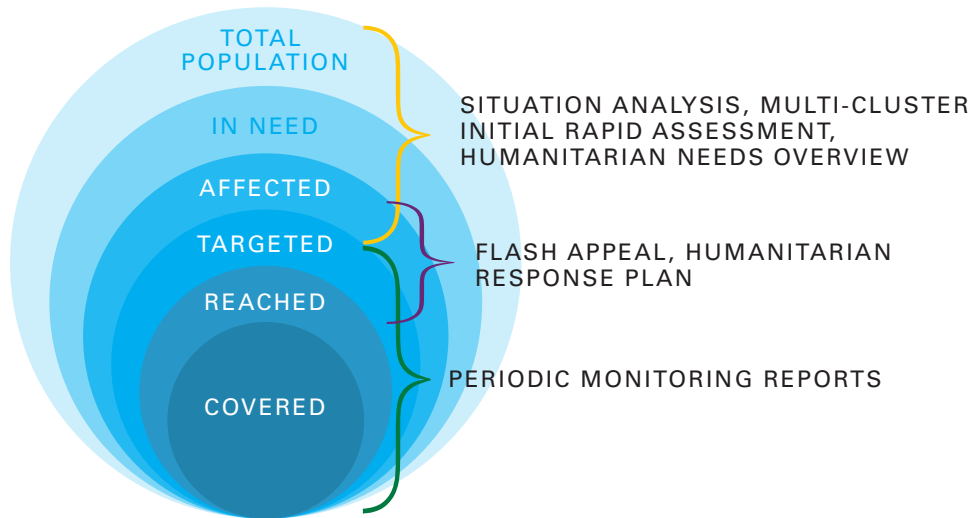 TOTAL
POPULATION
IN NEED
AFFECTED
TARGETED
REACHED
COVERED
SITUATION ANALYSIS, MULTI-CLUSTER
INITIAL RAPID ASSESSMENT,
HUMANITARIAN NEEDS OVERVIEW
FLASH APPEAL, HUMANITARIAN
RESPONSE PLAN
PERIODIC MONITORING REPORTS